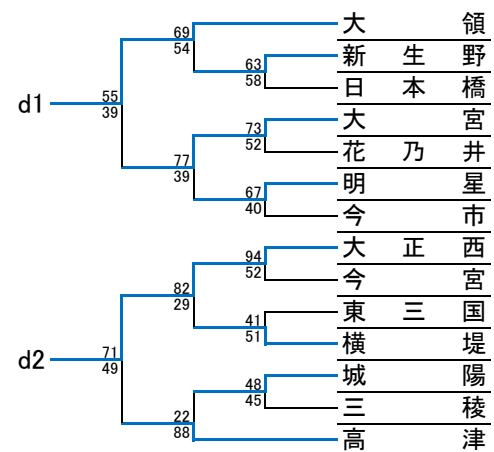 大領
69
54
新生野
63
58
日本橋
d1
55
39
大宮
73
52
花乃井
77
39
明星
67
40
今市
大正西
94
52
今宮
82
29
東三国
41
51
横堤
d2
71
49
城陽
48
45
三稜
22
88
高津